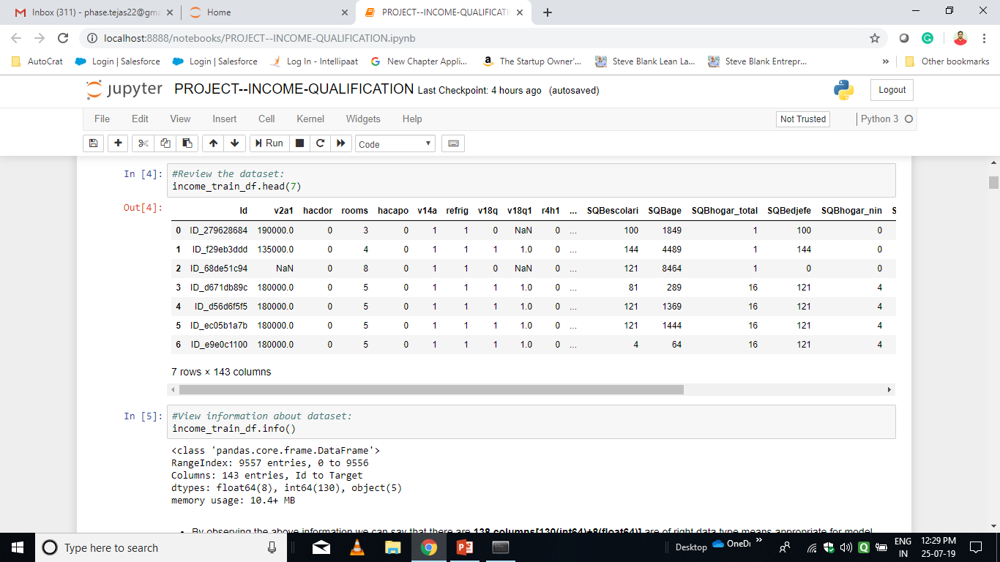 Inbox (311) - phase.tejas22@gma
Home
PROJECT--INCOME-QUALIFICATI
localhost:8888/notebooks/PROJECT--INCOME-QUALIFICATION.ipynb
AutoCrat Login | Salesforce Login | Salesforce Log In - Intellipaat New Chapter Appli... The Startup Owner'... Steve Blank Lean La... Steve Blank Entrepr... » Other bookmarks
jupyter PROJECT--INCOME-QUALIFICATION Last Checkpoint: 4 hours ago (autosaved) Logout
File Edit View Insert Cell Kernel Widgets Help Not Trusted Python 3
Run Code
In [4]: #Review the dataset:
income_train_df.head(7)
Out[4]:
Id v2a1 hacdor rooms hacapo v14a refrig v18q v18q1 r4h1 ... SQBescolari SQBage SQBhogar_total SQBedjefe SQBhogar_nin S
0 ID_279628684 190000.0 0 3 0 1 1 0 NaN 0 ... 100 1849 1 100 0
1 ID_f29eb3ddd 135000.0 0 4 0 1 1 1 1.0 0 ... 144 4489 1 144 0
2 ID_68de51c94 NaN 0 8 0 1 1 0 NaN 0 ... 121 8464 1 0 0
3 ID_d671db89c 180000.0 0 5 0 1 1 1 1.0 0 ... 81 289 16 121 4
4 ID_d56d6f5f5 180000.0 0 5 0 1 1 1 1.0 0 ... 121 1369 16 121 4
5 ID_ec05b1a7b 180000.0 0 5 0 1 1 1 1.0 0 ... 121 1444 16 121 4
6 ID_e9e0c1100 180000.0 0 5 0 1 1 1 1.0 0 ... 4 64 16 121 4
7 rows × 143 columns
In [5]: #View information about dataset:
income_train_df.info()
<class 'pandas.core.frame.DataFrame'>
RangeIndex: 9557 entries, 0 to 9556
Columns: 143 entries, Id to Target
dtypes: float64(8), int64(130), object(5)
memory usage: 10.4+ MB
• By observing the above information we can say that there are 138 columns[130(int64)+8(float64)] are of right data type means appropriate for model
Type here to search
Desktop OneDr »
ENG
IN
12:29 PM
25-07-19